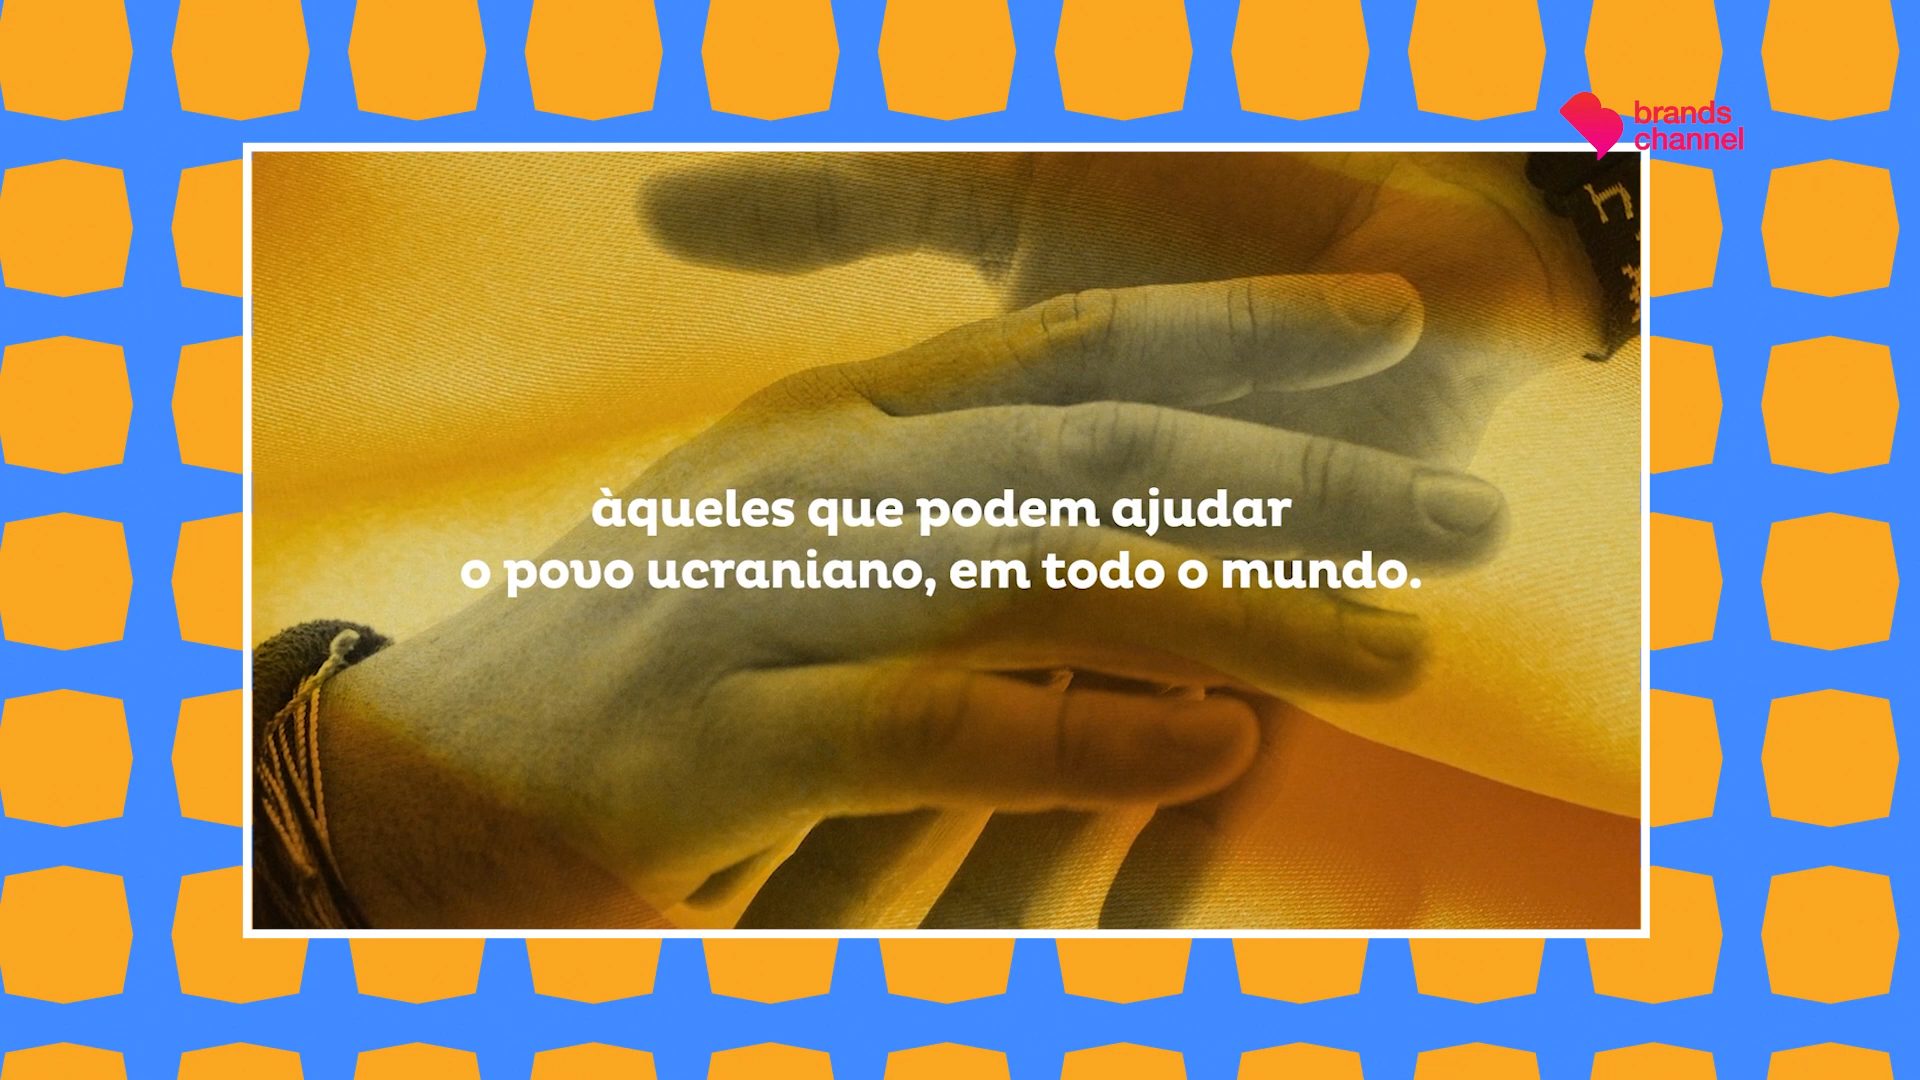 brands
channel
àqueles que podem ajudar
o povo ucraniano, em todo o mundo.